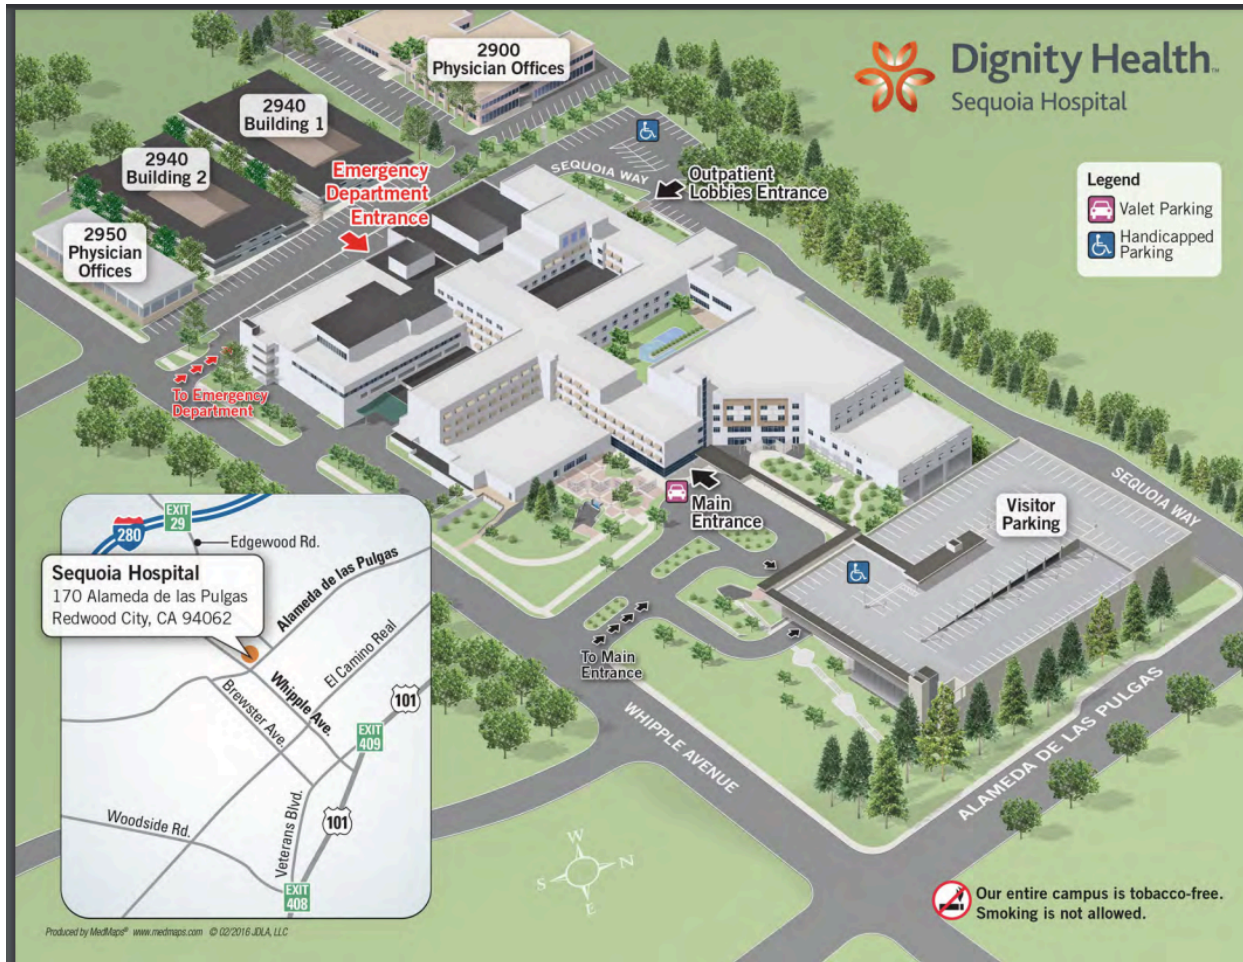 2900
Physician Offices
2940
Building 1
2940
Building 2
2950
Physician
Offices
Emergency
Department
Entrance
SEQUOIA WAY
Outpatient
Lobbies Entrance
Dignity Health™
Sequoia Hospital
Legend
Valet Parking
Handicapped
Parking
To Emergency
Department
Main
Entrance
Visitor
Parking
SEQUOIA WAY
To Main
Entrance
WHIPPLE AVENUE
ALAMEDA DE LAS PULGAS
EXIT
29
280
Edgewood Rd.
Sequoia Hospital
170 Alameda de las Pulgas
Redwood City, CA 94062
Alameda de las Pulgas
El Camino Real
Whipple Ave.
Brewster Ave.
101
EXIT
409
101
Woodside Rd.
Veterans Blvd.
EXIT
408
W
N
S
E
Our entire campus is tobacco-free.
Smoking is not allowed.
Produced by MedMaps® www.medmaps.com © 02/2016 JDLA, LLC